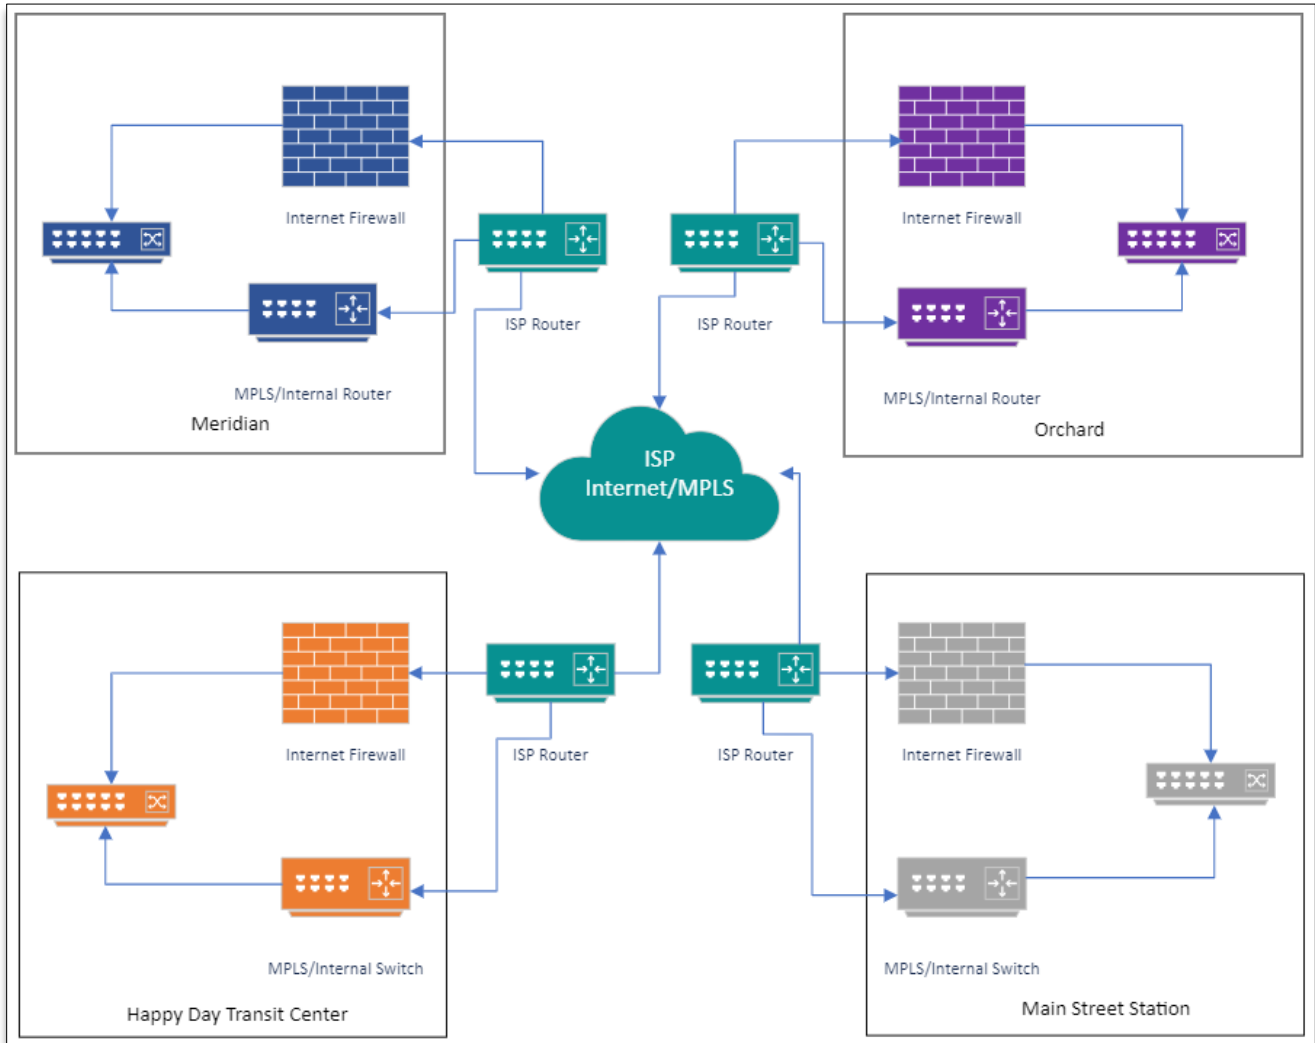 Internet Firewall
ISP Router
MPLS/Internal Router
Meridian
Internet Firewall
ISP Router
MPLS/Internal Router
Orchard
ISP
Internet/MPLS
Internet Firewall
ISP Router
MPLS/Internal Switch
Happy Day Transit Center
ISP Router
Internet Firewall
MPLS/Internal Switch
Main Street Station